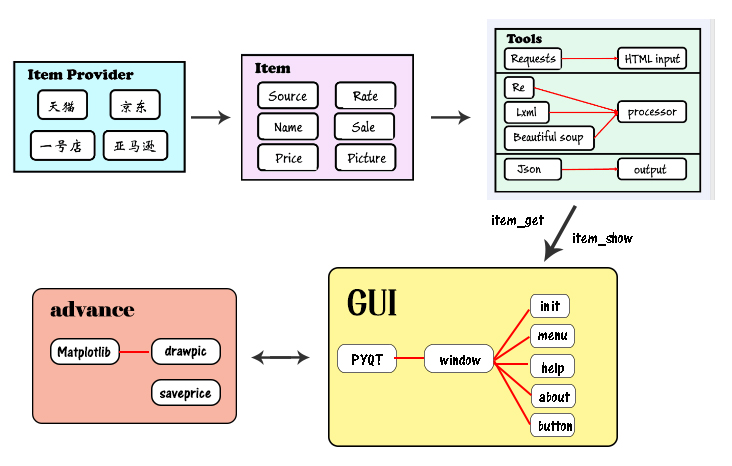 Item Provider
天猫
京东
一号店
亚马逊
Item
Source
Rate
Name
Sale
Price
Picture
Tools
Requests
HTML input
Re
Lxml
Beautiful soup
processor
Json
output
item_get
item_show
advance
Matplotlib
drawpic
saveprice
GUI
PYQT
window
init
menu
help
about
button